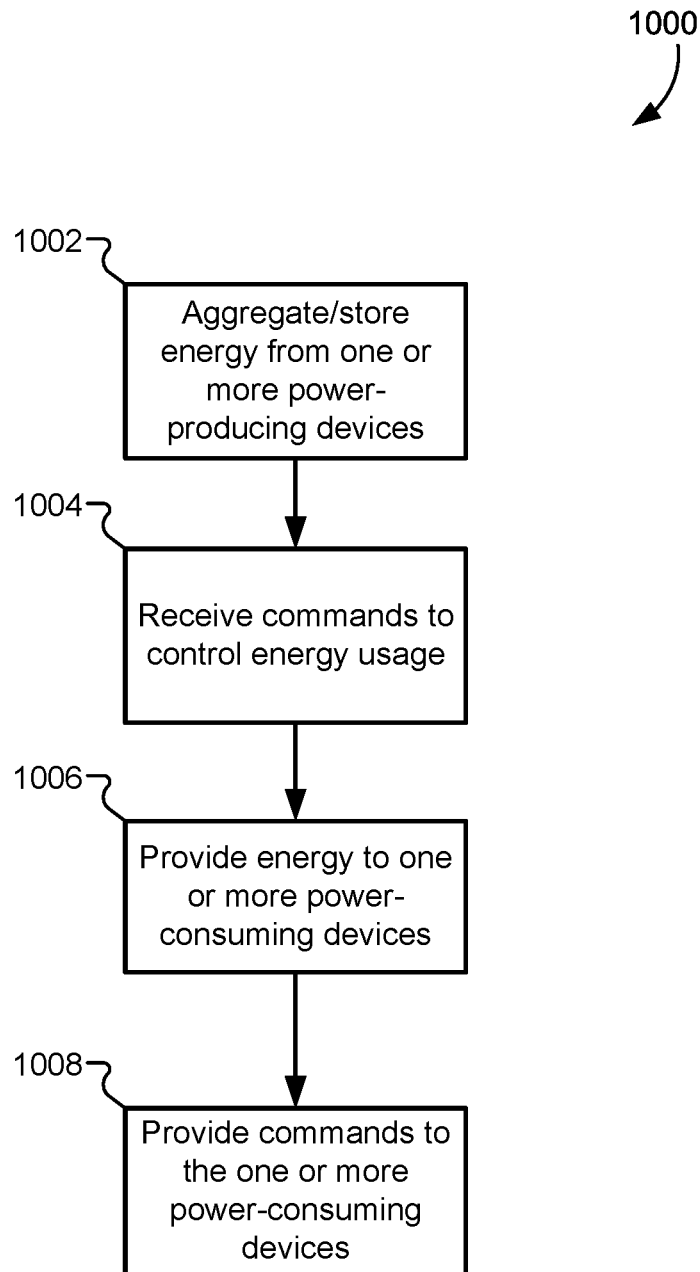 1000
1002
Aggregate/store
energy from one or
more power-
producing devices
1004
Receive commands to
control energy usage
1006
Provide energy to one
or more power-
consuming devices
1008
Provide commands to
the one or more
power-consuming
devices